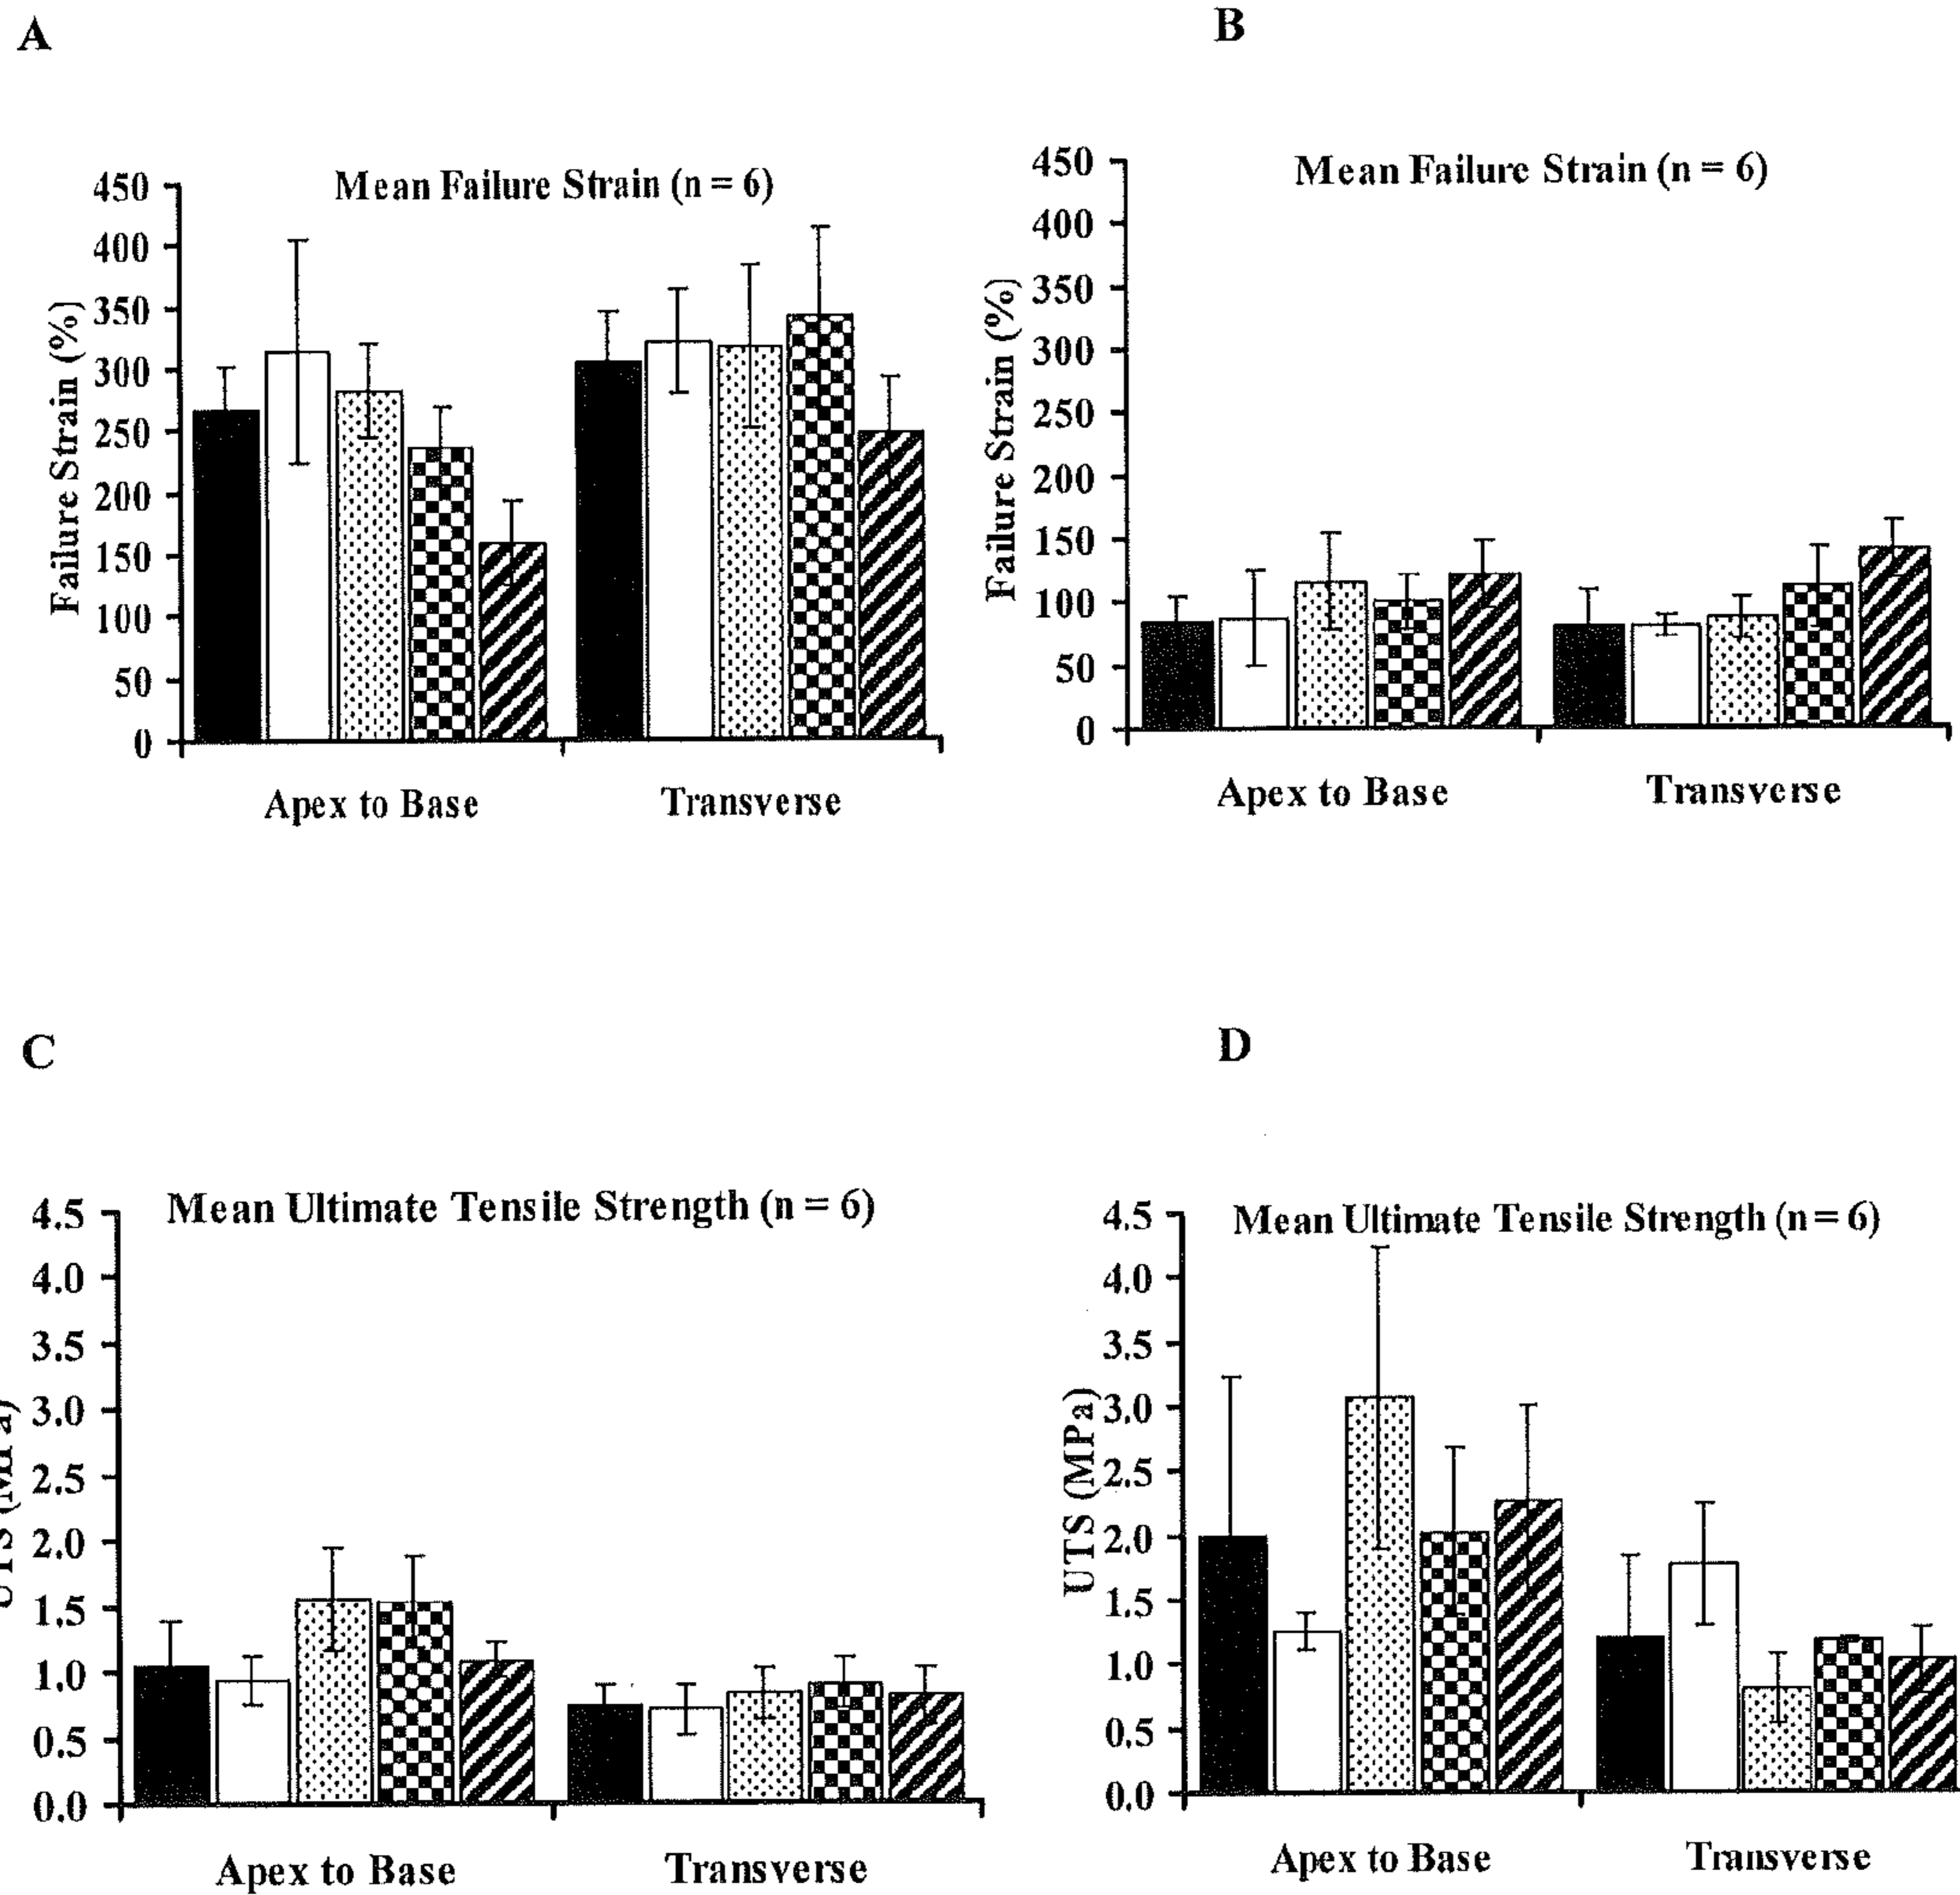 A
B
Mean Failure Strain (n = 6)
Failure Strain (%)
450
400
350
300
250
200
150
100
50
0
Apex to Base
Transverse
Mean Failure Strain (n = 6)
Failure Strain (%)
450
400
350
300
250
200
150
100
50
0
Apex to Base
Transverse
C
D
Mean Ultimate Tensile Strength (n = 6)
UTS (MPa)
4.5
4.0
3.5
3.0
2.5
2.0
1.5
1.0
0.5
0.0
Apex to Base
Transverse
Mean Ultimate Tensile Strength (n = 6)
UTS (MPa)
4.5
4.0
3.5
3.0
2.5
2.0
1.5
1.0
0.5
0.0
Apex to Base
Transverse